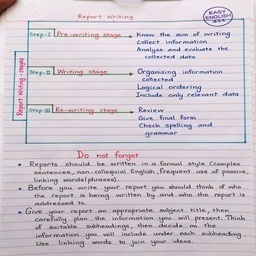 Report Writing
EASY
ENGLISH
Report Writing - stages
Step-I Pre-writing stage → Know the aim of writing
Collect information
Analyse and evaluate the
collected data
Step-II Writing stage → Organising information
collected
Logical ordering
Include only relevant data
Step-III Re-writing stage → Review
Give final form
Check spelling and
grammar
Do not forget
• Reports should be written in a formal style (complex
sentences, non-colloquial English, frequent use of passive,
linking words/phrases).
• Before you write your report you should think of who
the report is being written by and who the report is
addressed to.
• Give your report an appropriate subject title, then
carefully plan the information you will present. Think
of suitable subheadings, then decide on the
information you will include under each subheading.
Use linking words to join your ideas.